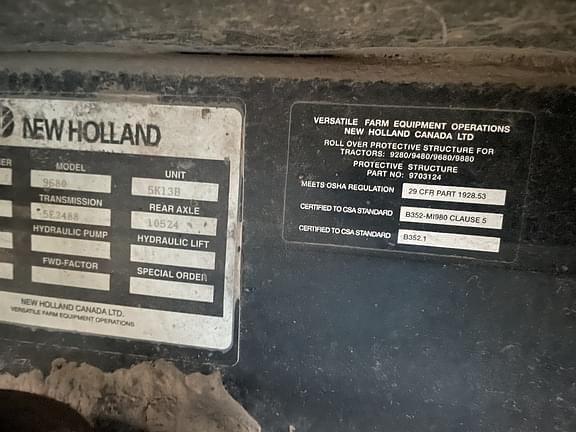 NEW HOLLAND
MODEL UNIT
9680 5K13B
TRANSMISSION REAR AXLE
5E2488 10524
HYDRAULIC PUMP HYDRAULIC LIFT
FWD-FACTOR SPECIAL ORDER
NEW HOLLAND CANADA LTD.
VERSATILE FARM EQUIPMENT OPERATIONS
VERSATILE FARM EQUIPMENT OPERATIONS
NEW HOLLAND CANADA LTD
ROLL OVER PROTECTIVE STRUCTURE FOR
TRACTORS: 9280/9480/9680/9880
PROTECTIVE STRUCTURE
PART NO: 9703124
MEETS OSHA REGULATION 29 CFR PART 1928.53
CERTIFIED TO CSA STANDARD B352-MI980 CLAUSE 5
CERTIFIED TO CSA STANDARD B352.1